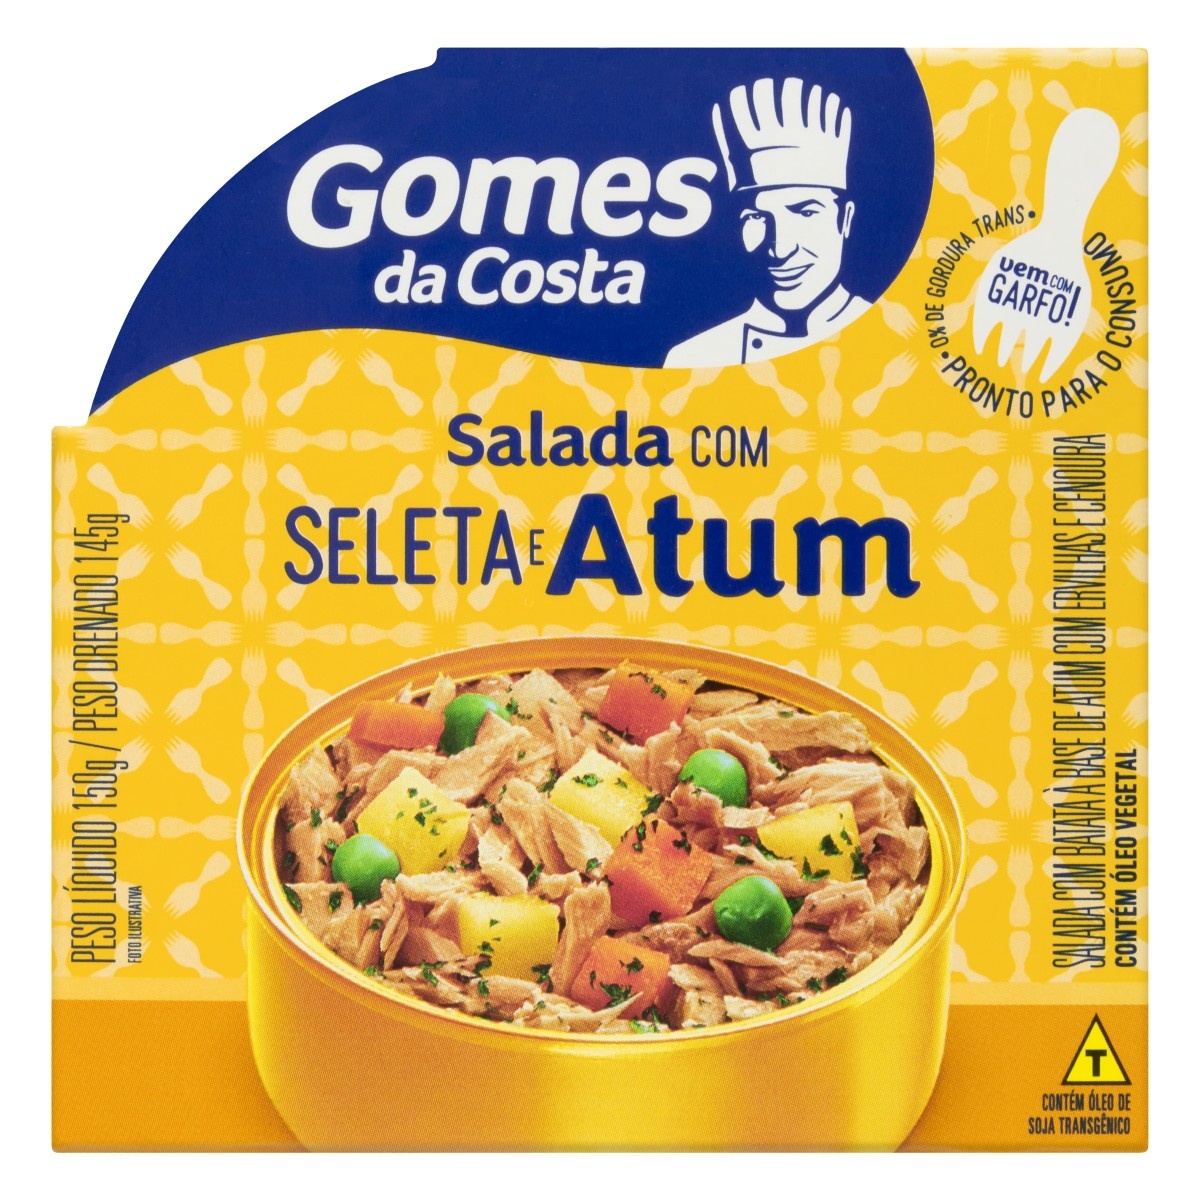 Gomes
da Costa
0% DE GORDURA TRANS •
• PRONTO PARA O CONSUMO
vem COM
GARFO!
Salada COM
SELETA E Atum
PESO LÍQUIDO 150g / PESO DRENADO 145g
FOTO ILUSTRATIVA
SALADA COM BATATA À BASE DE ATUM COM ERVILHAS E CENOURA
CONTÉM ÓLEO VEGETAL
T
CONTÉM ÓLEO DE
SOJA TRANSGÊNICO